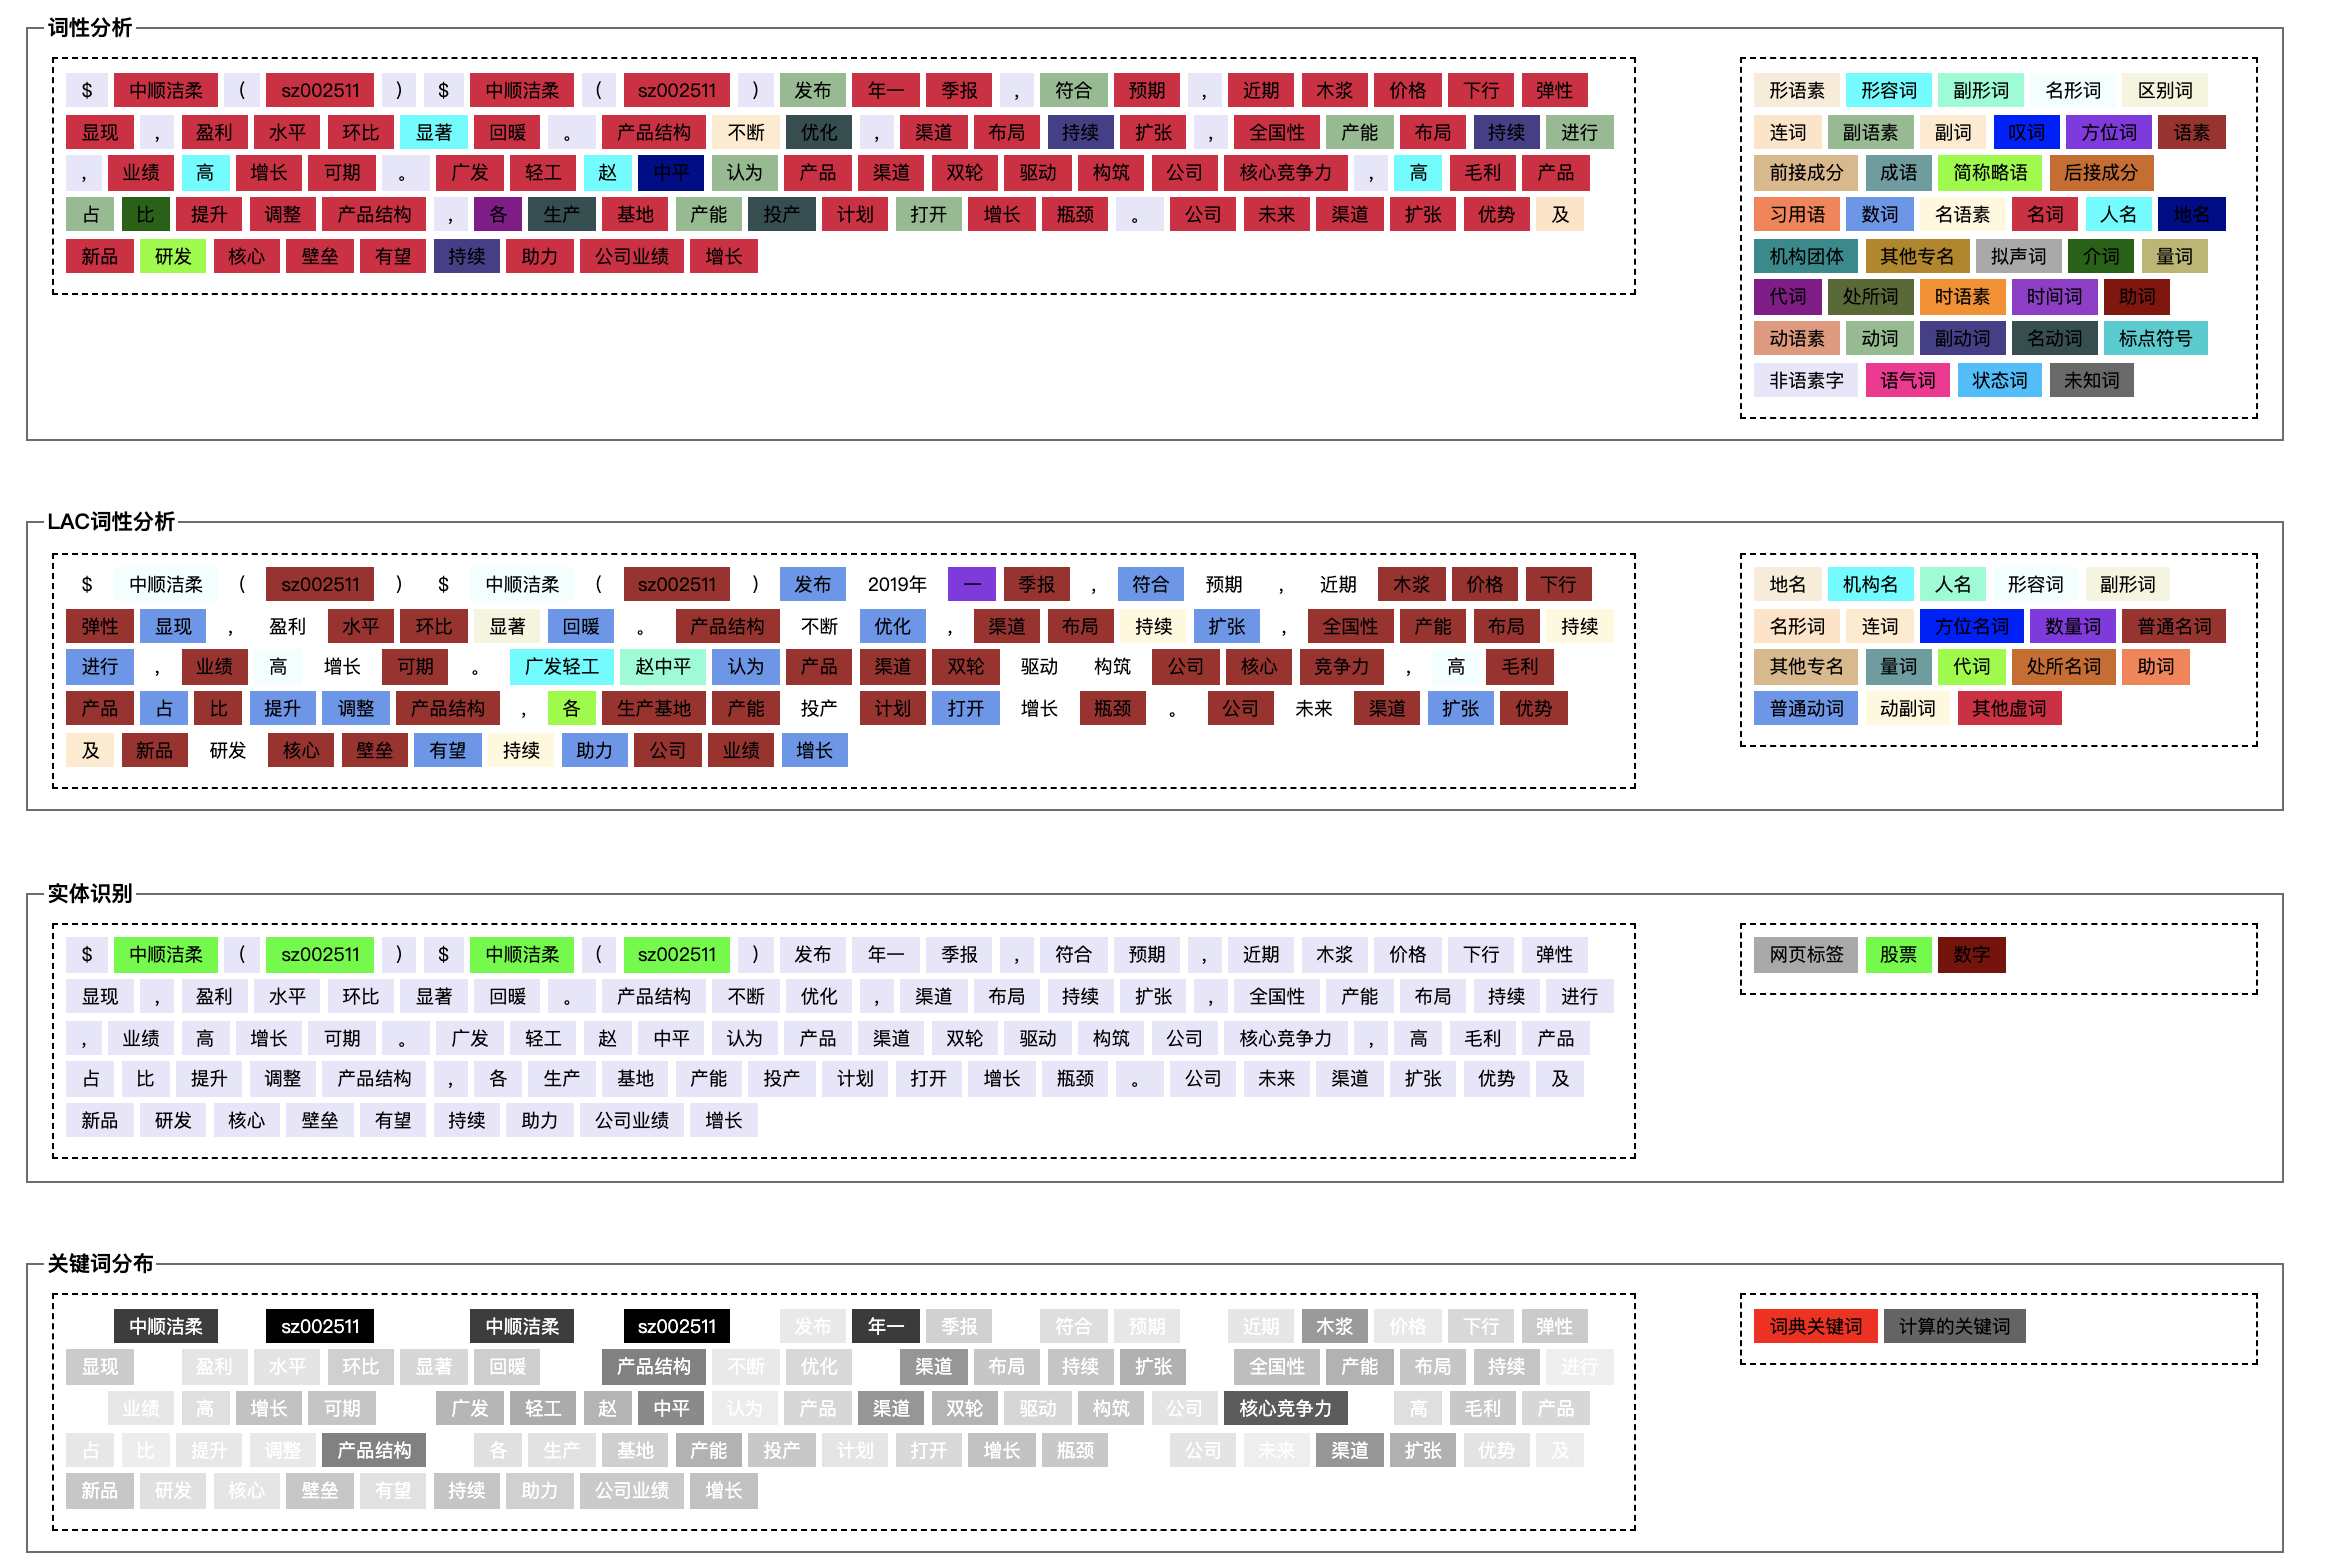 词性分析
$ 中顺洁柔 ( sz002511 ) $ 中顺洁柔 ( sz002511 ) 发布 年一 季报 , 符合 预期 , 近期 木浆 价格 下行 弹性
显现 , 盈利 水平 环比 显著 回暖 。 产品结构 不断 优化 , 渠道 布局 持续 扩张 , 全国性 产能 布局 持续 进行
, 业绩 高 增长 可期 。 广发 轻工 赵 中平 认为 产品 渠道 双轮 驱动 构筑 公司 核心竞争力 , 高 毛利 产品
占 比 提升 调整 产品结构 , 各 生产 基地 产能 投产 计划 打开 增长 瓶颈 。 公司 未来 渠道 扩张 优势 及
新品 研发 核心 壁垒 有望 持续 助力 公司业绩 增长
形语素 形容词 副形词 名形词 区别词
连词 副语素 副词 叹词 方位词 语素
前接成分 成语 简称略语 后接成分
习用语 数词 名语素 名词 人名 地名
机构团体 其他专名 拟声词 介词 量词
代词 处所词 时语素 时间词 助词
动语素 动词 副动词 名动词 标点符号
非语素字 语气词 状态词 未知词
LAC词性分析
$ 中顺洁柔 ( sz002511 ) $ 中顺洁柔 ( sz002511 ) 发布 2019年 一 季报 , 符合 预期 , 近期 木浆 价格 下行
弹性 显现 , 盈利 水平 环比 显著 回暖 。 产品结构 不断 优化 , 渠道 布局 持续 扩张 , 全国性 产能 布局 持续
进行 , 业绩 高 增长 可期 。 广发轻工 赵中平 认为 产品 渠道 双轮 驱动 构筑 公司 核心 竞争力 , 高 毛利
产品 占 比 提升 调整 产品结构 , 各 生产基地 产能 投产 计划 打开 增长 瓶颈 。 公司 未来 渠道 扩张 优势
及 新品 研发 核心 壁垒 有望 持续 助力 公司 业绩 增长
地名 机构名 人名 形容词 副形词
名形词 连词 方位名词 数量词 普通名词
其他专名 量词 代词 处所名词 助词
普通动词 动副词 其他虚词
实体识别
$ 中顺洁柔 ( sz002511 ) $ 中顺洁柔 ( sz002511 ) 发布 年一 季报 , 符合 预期 , 近期 木浆 价格 下行 弹性
显现 , 盈利 水平 环比 显著 回暖 。 产品结构 不断 优化 , 渠道 布局 持续 扩张 , 全国性 产能 布局 持续 进行
, 业绩 高 增长 可期 。 广发 轻工 赵 中平 认为 产品 渠道 双轮 驱动 构筑 公司 核心竞争力 , 高 毛利 产品
占 比 提升 调整 产品结构 , 各 生产 基地 产能 投产 计划 打开 增长 瓶颈 。 公司 未来 渠道 扩张 优势 及
新品 研发 核心 壁垒 有望 持续 助力 公司业绩 增长
网页标签 股票 数字
关键词分布
中顺洁柔 sz002511 中顺洁柔 sz002511 发布 年一 季报 符合 预期 近期 木浆 价格 下行 弹性
显现 盈利 水平 环比 显著 回暖 产品结构 不断 优化 渠道 布局 持续 扩张 全国性 产能 布局 持续 进行
业绩 高 增长 可期 广发 轻工 赵 中平 认为 产品 渠道 双轮 驱动 构筑 公司 核心竞争力 高 毛利 产品
占 比 提升 调整 产品结构 各 生产 基地 产能 投产 计划 打开 增长 瓶颈 公司 未来 渠道 扩张 优势 及
新品 研发 核心 壁垒 有望 持续 助力 公司业绩 增长
词典关键词 计算的关键词